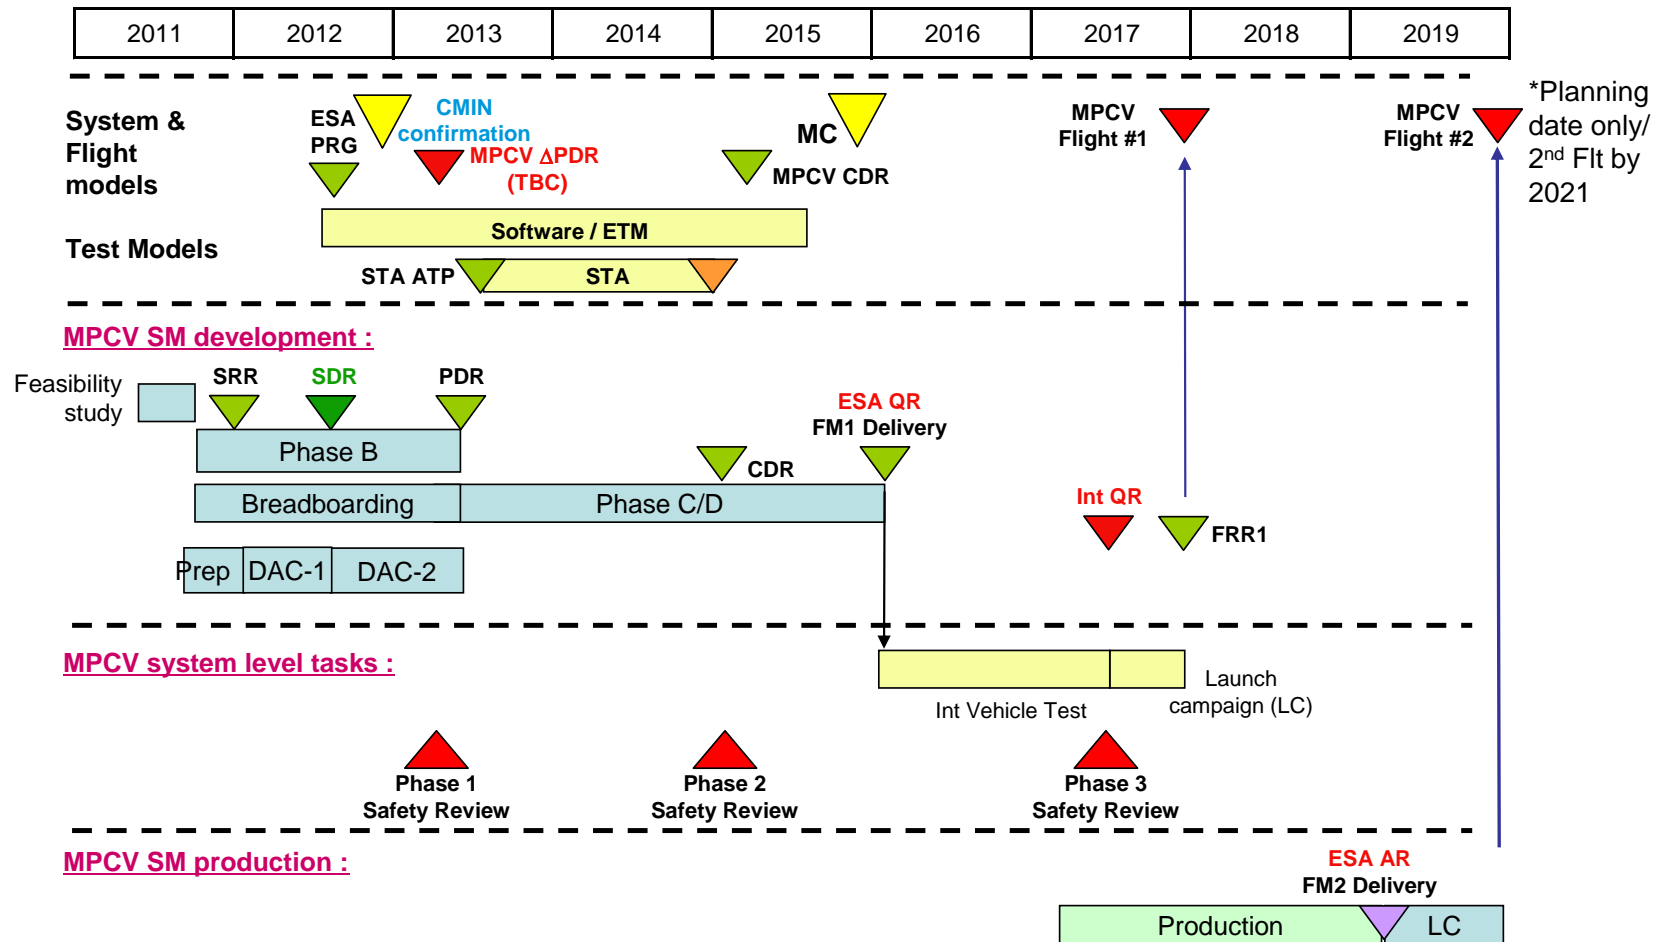 2011 2012 2013 2014 2015 2016 2017 2018 2019
System &
Flight
models
ESA
PRG
CMIN
confirmation
MPCV ΔPDR
(TBC)
MC
MPCV CDR
MPCV
Flight #1
MPCV
Flight #2
*Planning
date only/
2nd Flt by
2021
Test Models
Software / ETM
STA ATP
STA
MPCV SM development :
Feasibility
study
SRR
SDR
PDR
Phase B
ESA QR
FM1 Delivery
CDR
Breadboarding
Phase C/D
Int QR
FRR1
Prep
DAC-1
DAC-2
MPCV system level tasks :
Int Vehicle Test
Launch
campaign (LC)
Phase 1
Safety Review
Phase 2
Safety Review
Phase 3
Safety Review
MPCV SM production :
ESA AR
FM2 Delivery
Production
LC